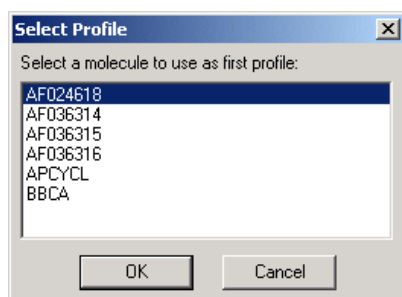 Select Profile
Select a molecule to use as first profile:
AF024618
AF036314
AF036315
AF036316
APCYCL
BBCA
OK Cancel